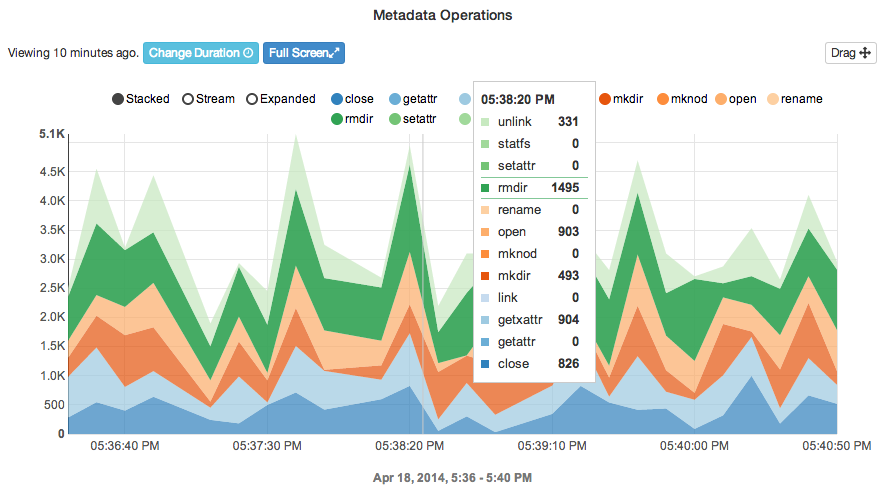 Metadata Operations
Viewing 10 minutes ago. Change Duration Full Screen Drag
Stacked Stream Expanded close getattr mkdir mknod open rename
rmdir setattr
05:38:20 PM
unlink 331
statfs 0
setattr 0
rmdir 1495
rename 0
open 903
mknod 0
mkdir 493
link 0
getxattr 904
getattr 0
close 826
5.1K
4.5K
4.0K
3.5K
3.0K
2.5K
2.0K
1.5K
1.0K
500
0
05:36:40 PM 05:37:30 PM 05:38:20 PM 05:39:10 PM 05:40:00 PM 05:40:50 PM
Apr 18, 2014, 5:36 - 5:40 PM